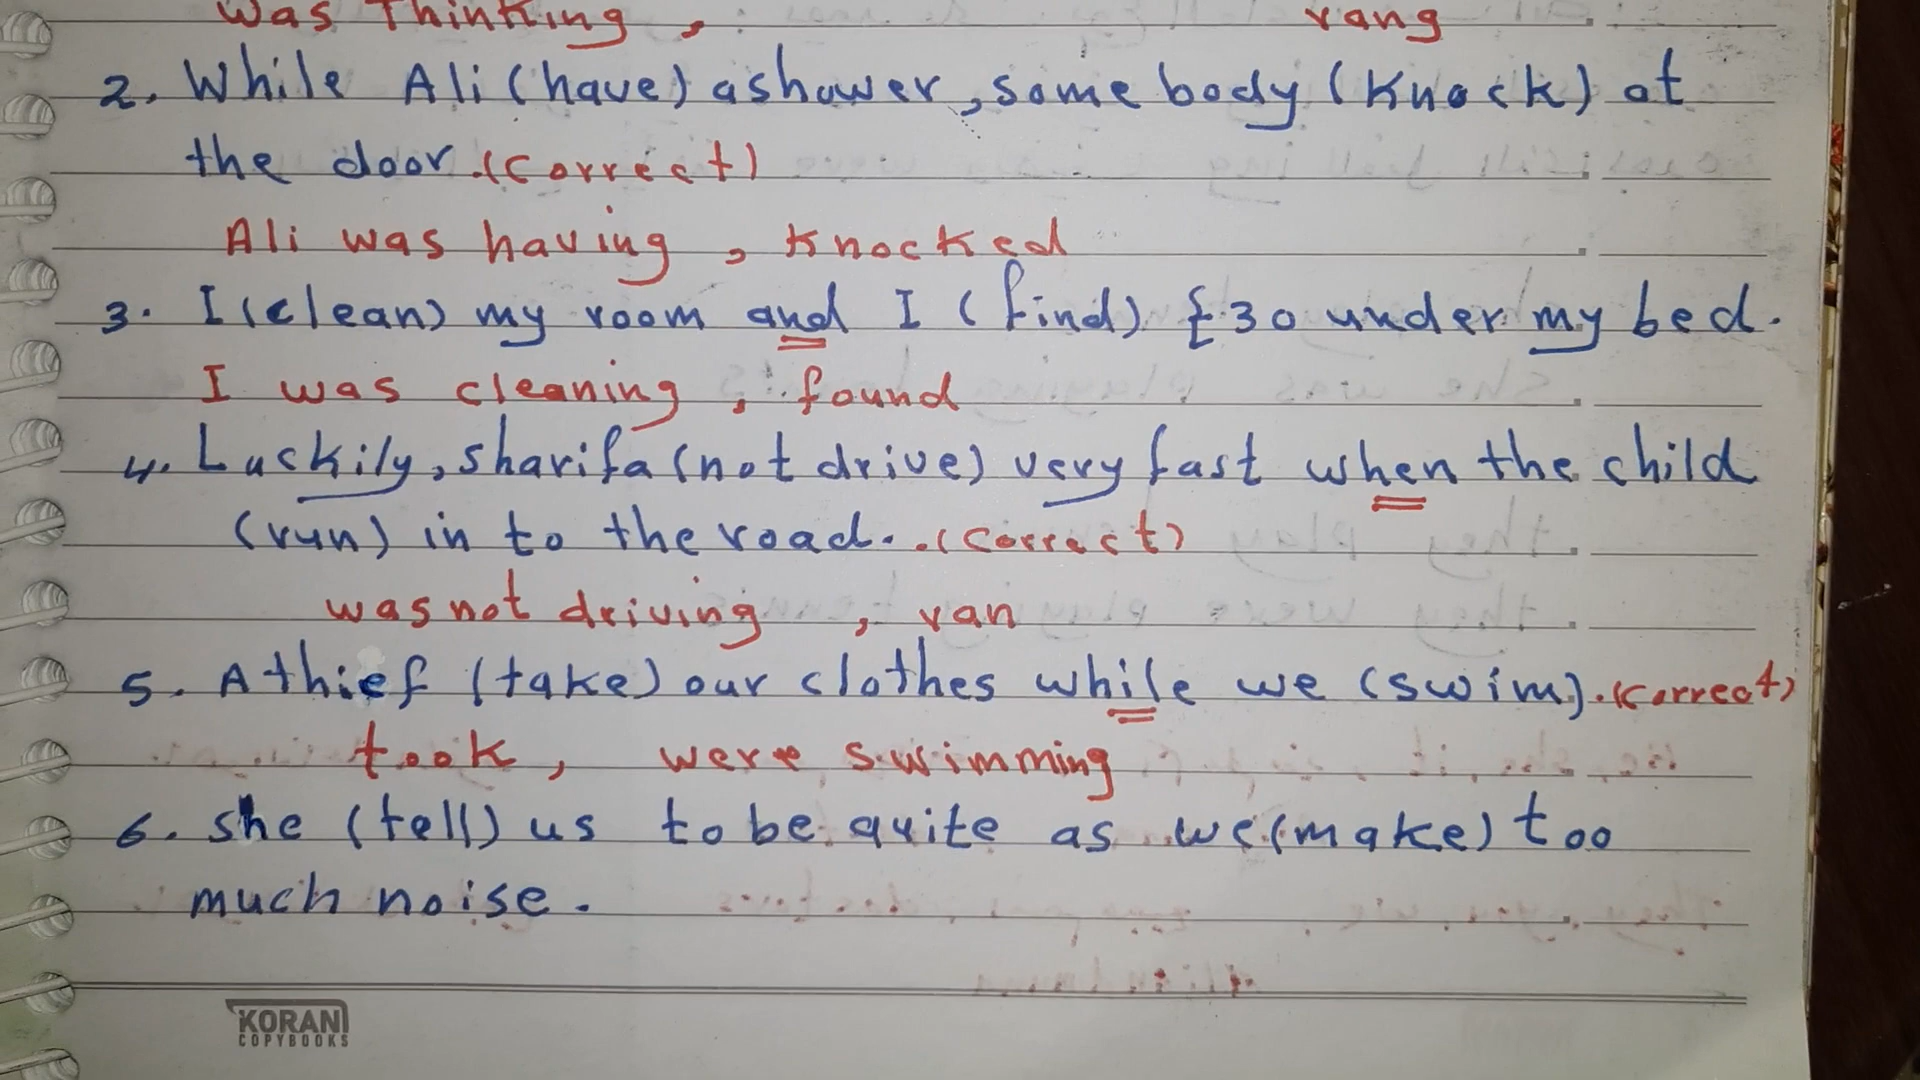 was Thinking , rang
2. While Ali (have) a shower, some body (knock) at
the door. (correct)
Ali was having , knocked
3. I (clean) my room and I (find) £30 under my bed.
I was cleaning , found
4. Luckily, sharifa (not drive) very fast when the child
(run) in to the road. (correct)
was not driving , ran
5. A thief (take) our clothes while we (swim). (correct)
took , were swimming
6. she (tell) us to be quite as we (make) too
much noise.
KORAN
COPYBOOKS